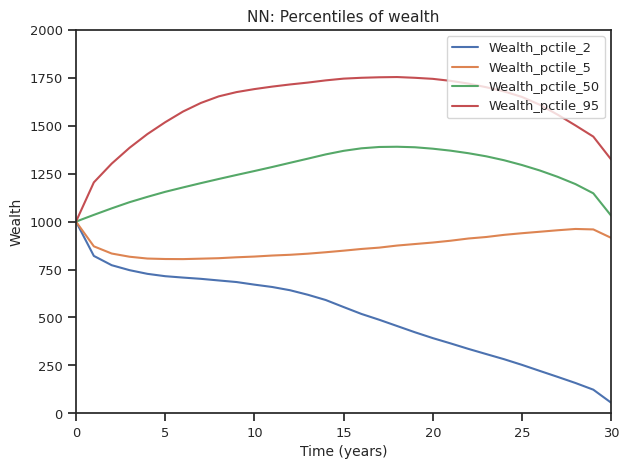 NN: Percentiles of wealth
2000
1750
1500
1250
1000
750
500
250
0
Wealth
Wealth_pctile_2
Wealth_pctile_5
Wealth_pctile_50
Wealth_pctile_95
0 5 10 15 20 25 30
Time (years)